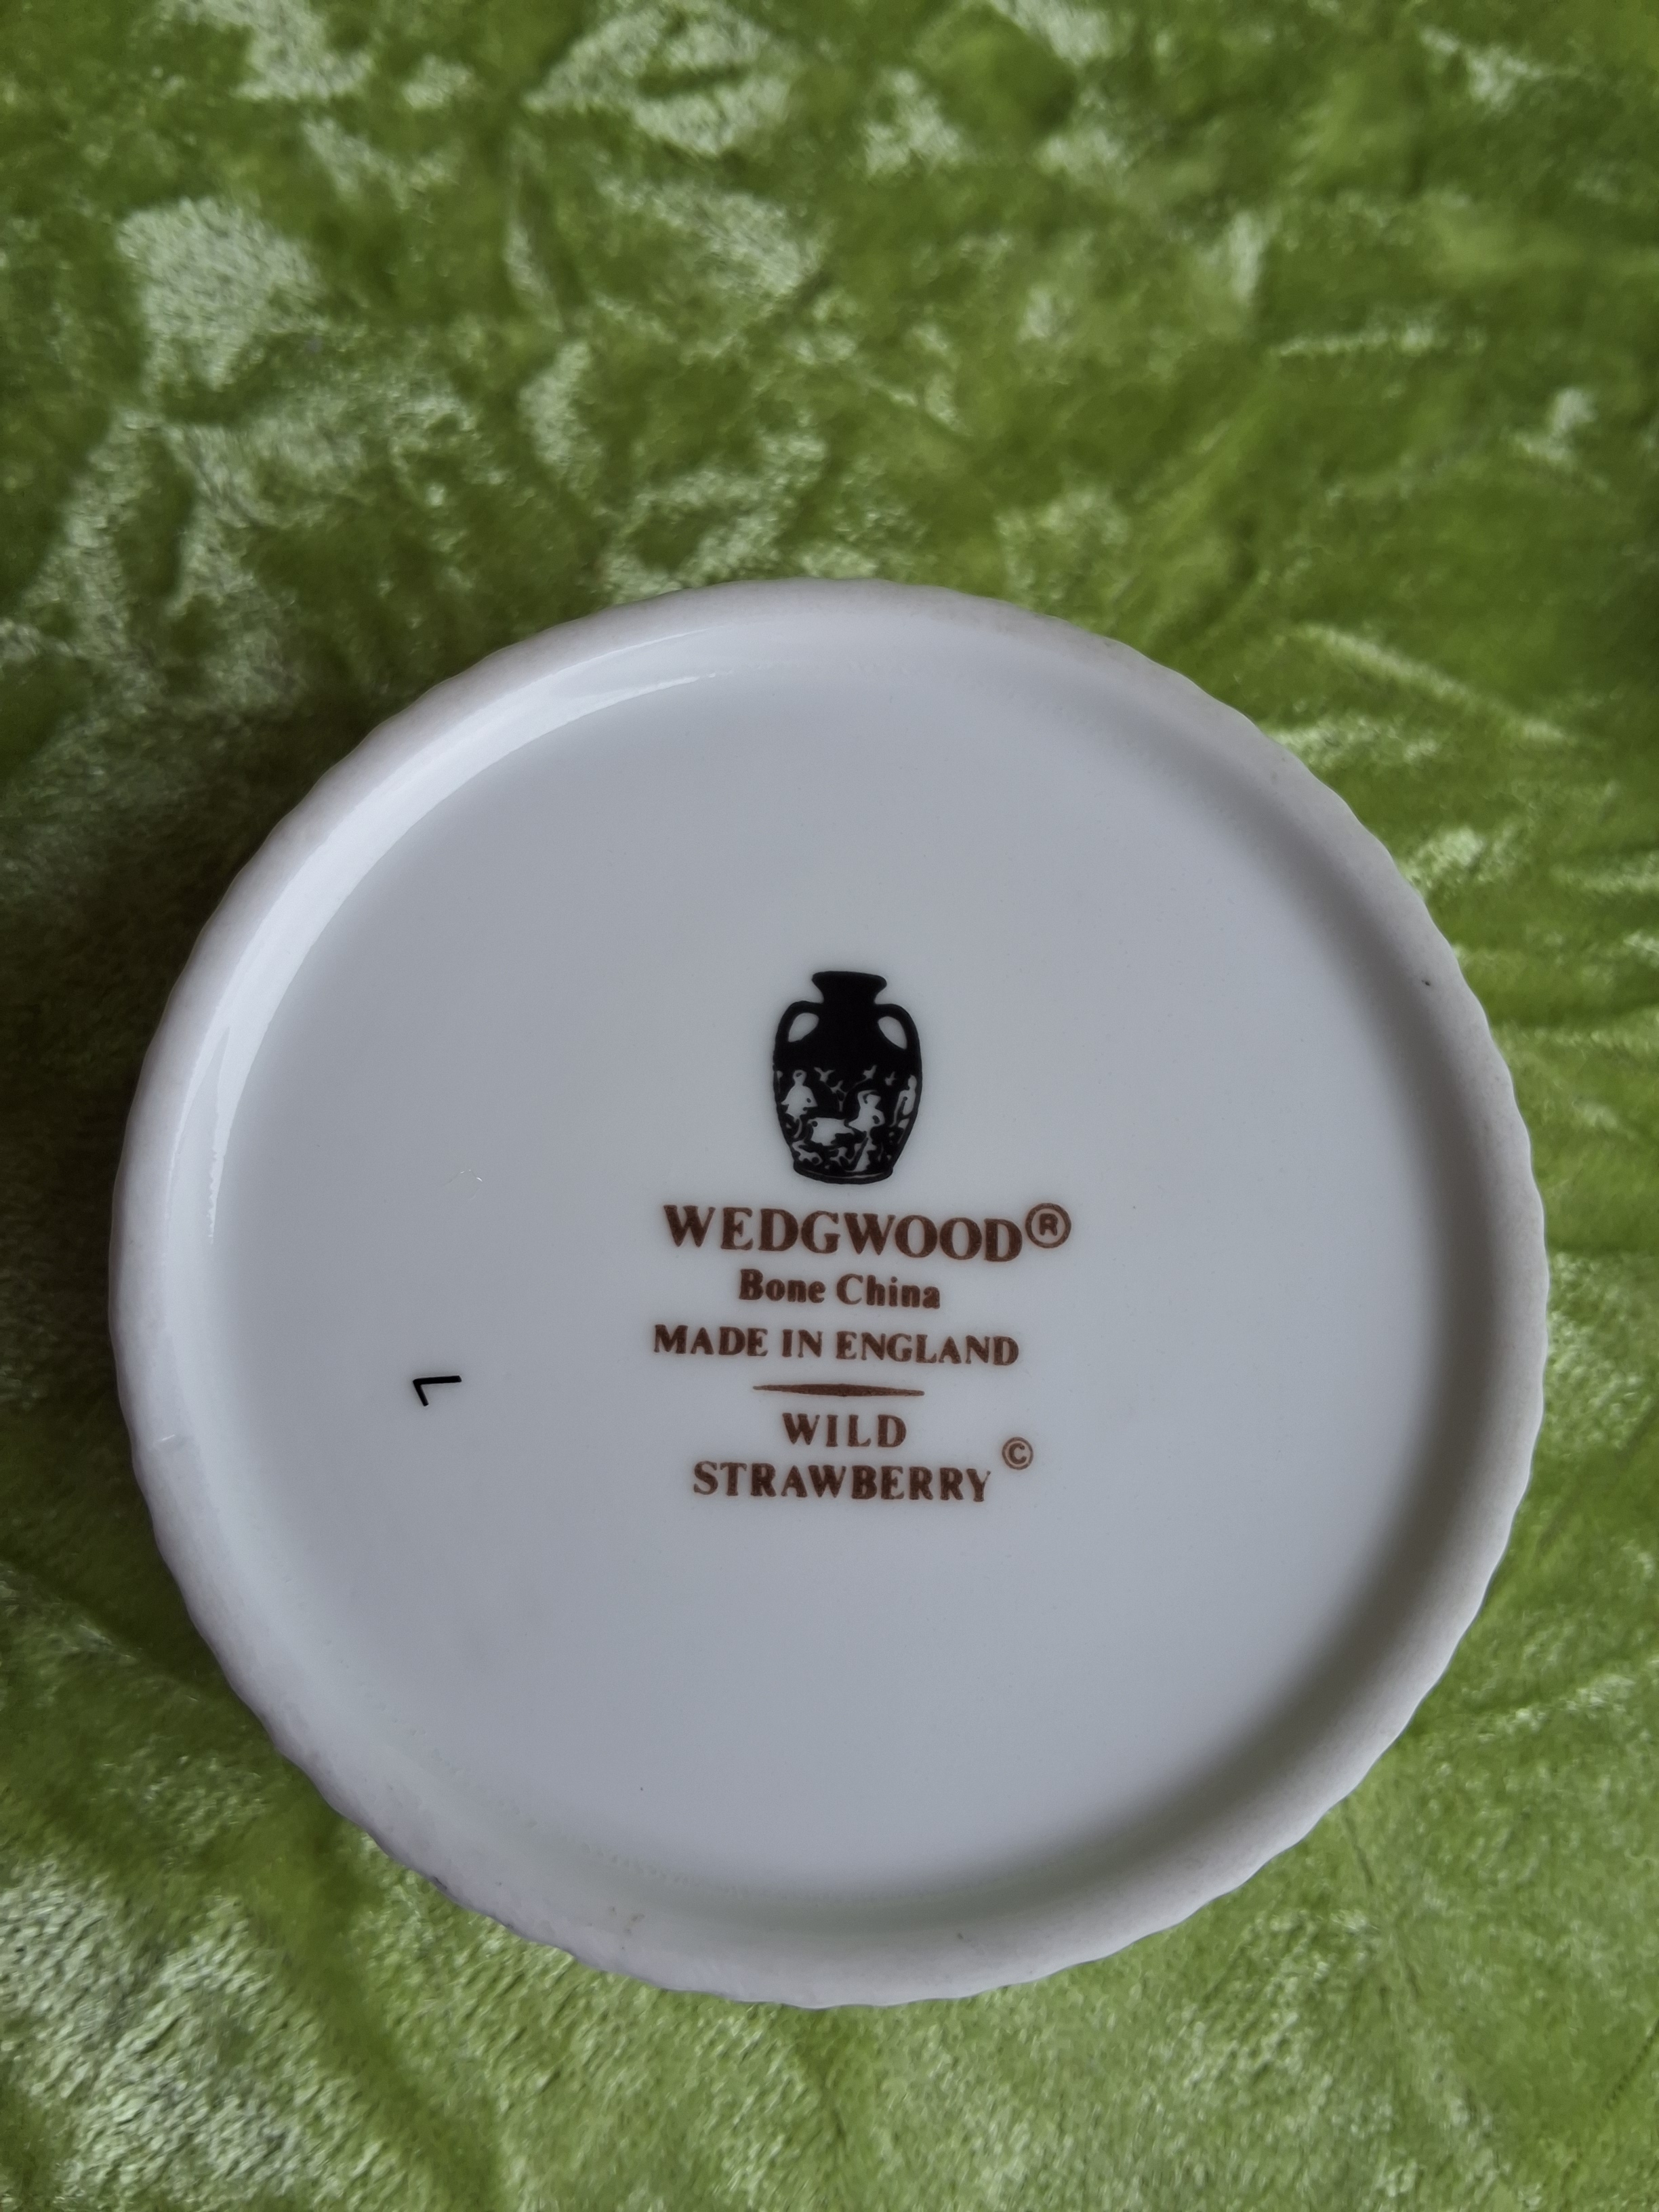 WEDGWOOD®
Bone China
MADE IN ENGLAND
WILD
STRAWBERRY ©